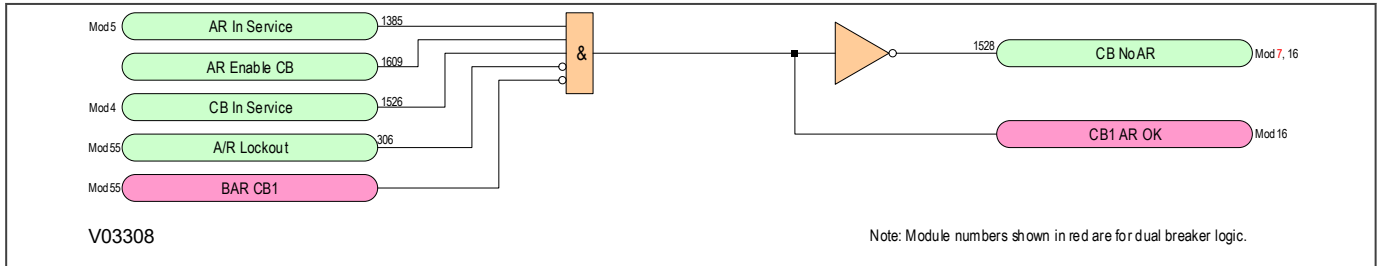 Mod 5 AR In Service 1385
AR Enable CB 1609
Mod 4 CB In Service 1526
Mod 55 A/R Lockout 306
Mod 55 BAR CB1
&
1528 CB NoAR Mod 7, 16
CB1 AR OK Mod 16
V03308
Note: Module numbers shown in red are for dual breaker logic.